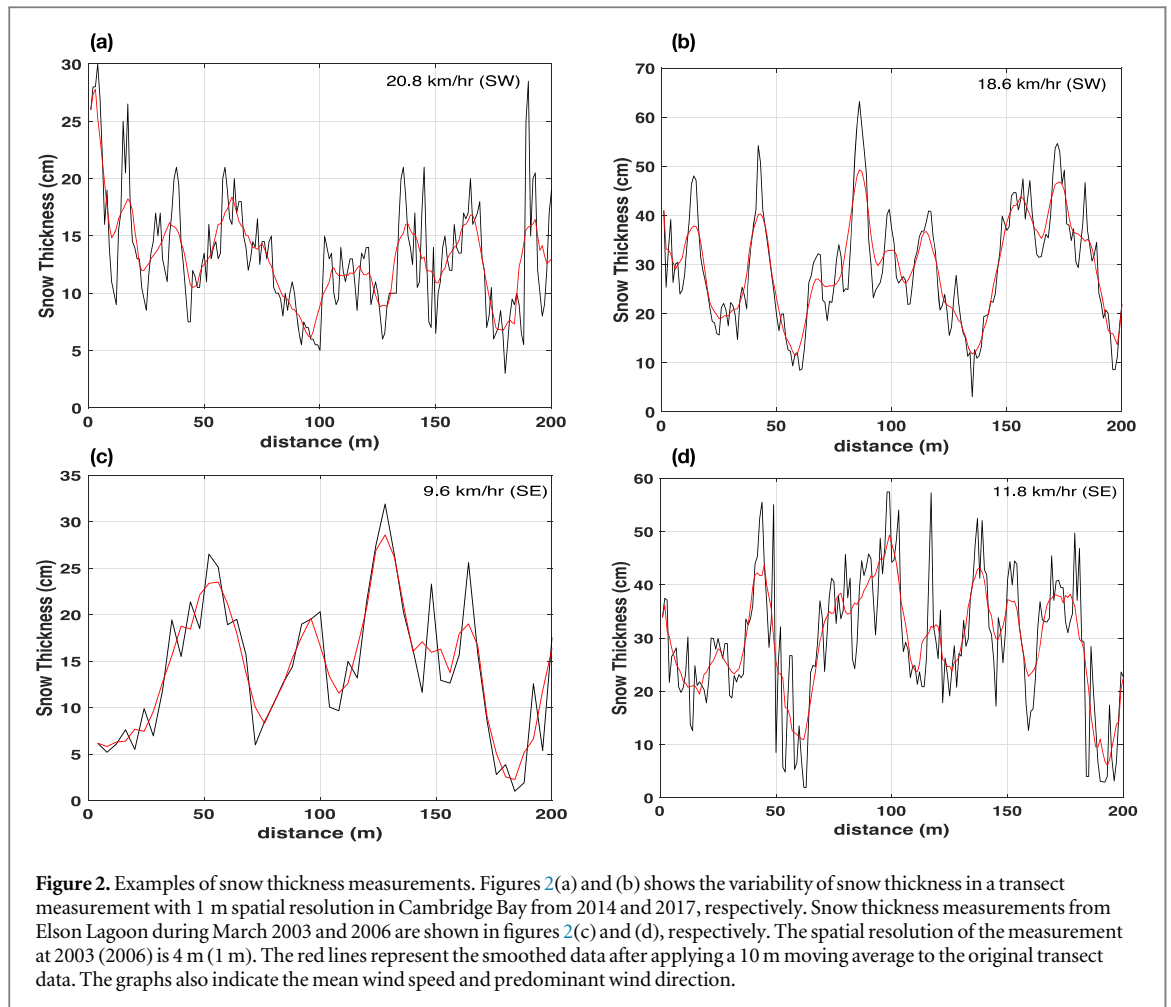 (a)
20.8 km/hr (SW)
30
25
20
15
10
5
0
Snow Thickness (cm)
0 50 100 150 200
distance (m)
(b)
18.6 km/hr (SW)
70
60
50
40
30
20
10
0
Snow Thickness (cm)
0 50 100 150 200
distance (m)
(c)
9.6 km/hr (SE)
35
30
25
20
15
10
5
0
Snow Thickness (cm)
0 50 100 150 200
distance (m)
(d)
11.8 km/hr (SE)
60
50
40
30
20
10
0
Snow Thickness (cm)
0 50 100 150 200
distance (m)
Figure 2. Examples of snow thickness measurements. Figures 2(a) and (b) shows the variability of snow thickness in a transect
measurement with 1 m spatial resolution in Cambridge Bay from 2014 and 2017, respectively. Snow thickness measurements from
Elson Lagoon during March 2003 and 2006 are shown in figures 2(c) and (d), respectively. The spatial resolution of the measurement
at 2003 (2006) is 4 m (1 m). The red lines represent the smoothed data after applying a 10 m moving average to the original transect
data. The graphs also indicate the mean wind speed and predominant wind direction.